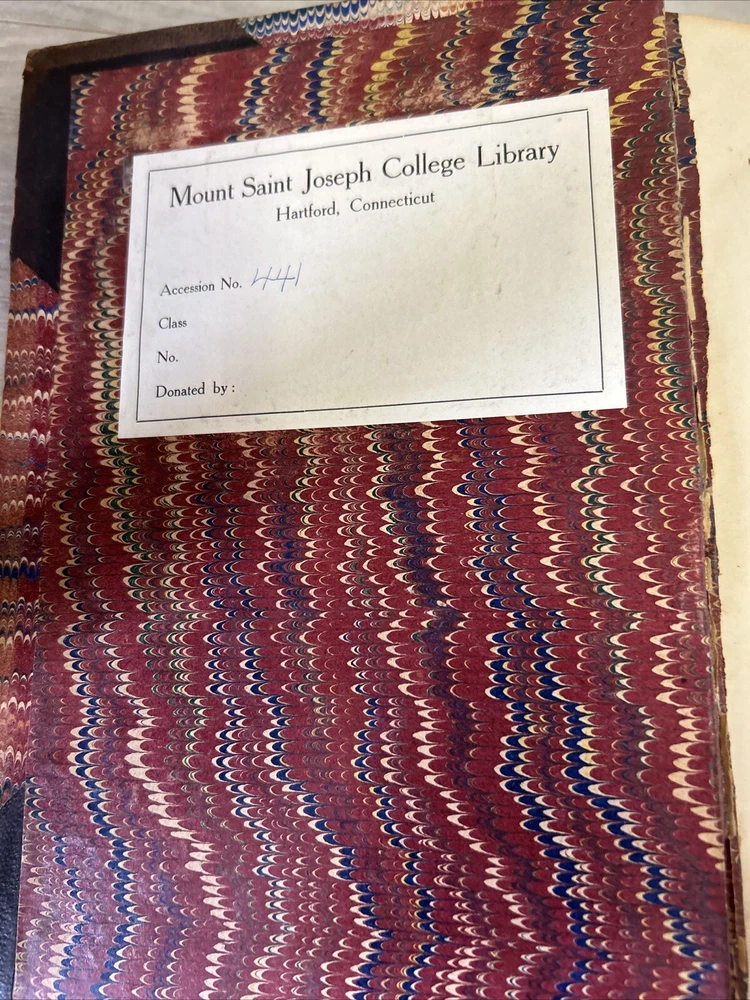 Mount Saint Joseph College Library
Hartford, Connecticut
Accession No. 441
Class
No.
Donated by :